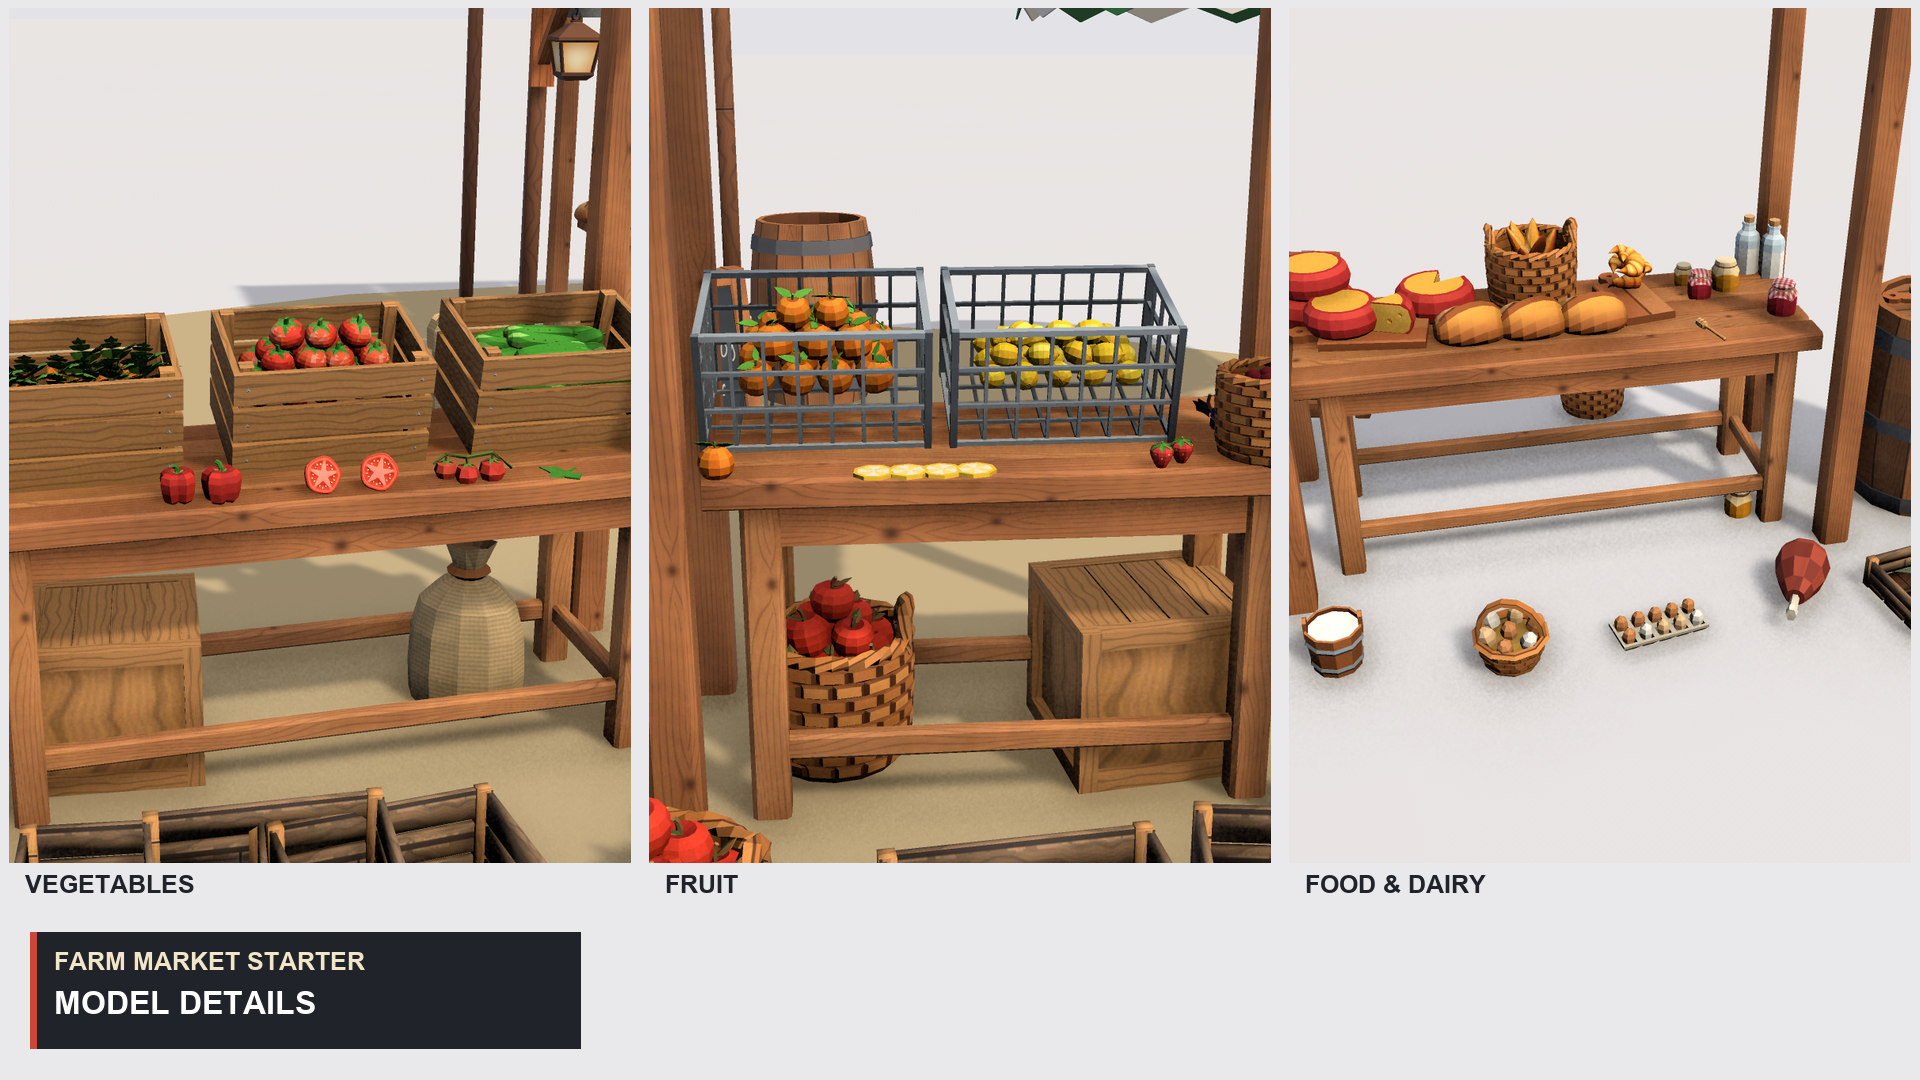 VEGETABLES
FRUIT
FOOD & DAIRY
FARM MARKET STARTER
MODEL DETAILS